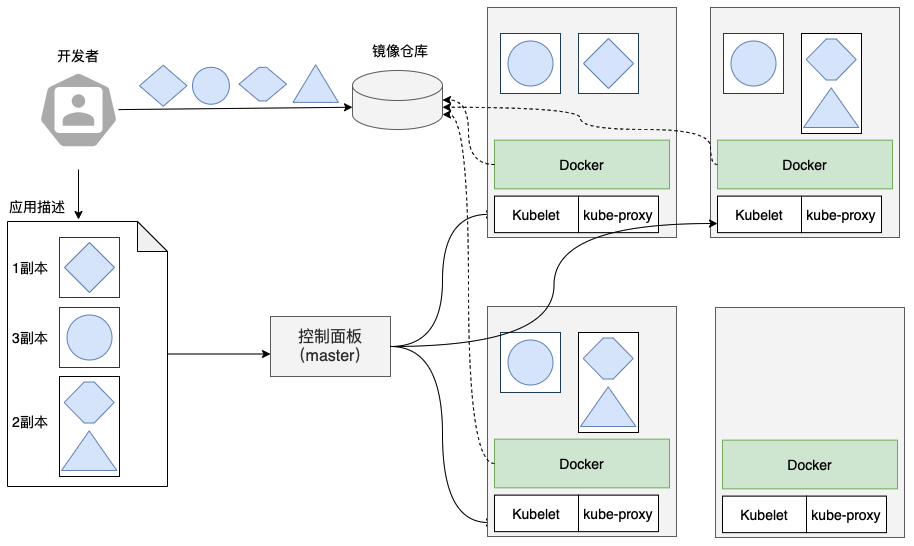 开发者
镜像仓库
Docker
Kubelet kube-proxy
Docker
Kubelet kube-proxy
应用描述
1副本
3副本
2副本
控制面板
（master）
Docker
Kubelet kube-proxy
Docker
Kubelet kube-proxy